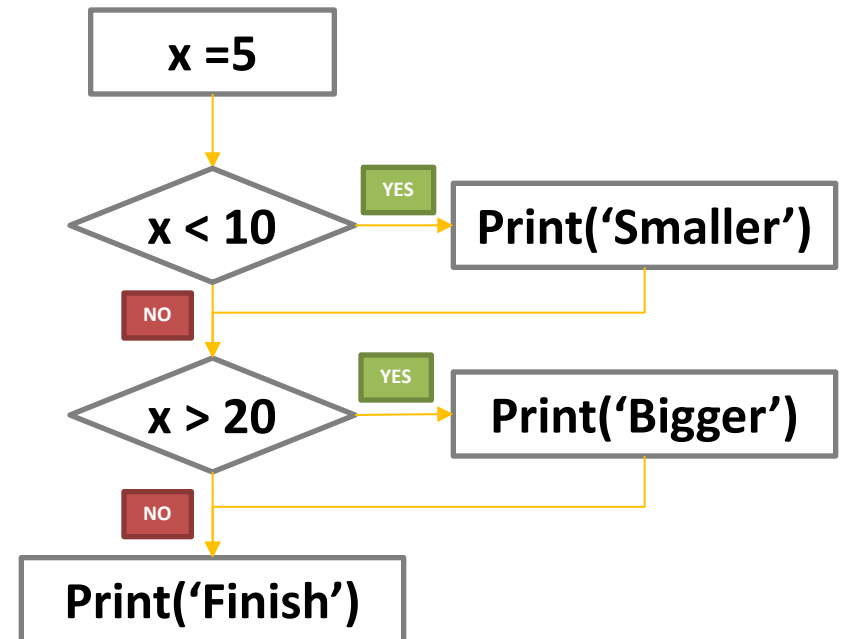 x =5
YES
x < 10
Print(‘Smaller’)
NO
YES
x > 20
Print(‘Bigger’)
NO
Print(‘Finish’)